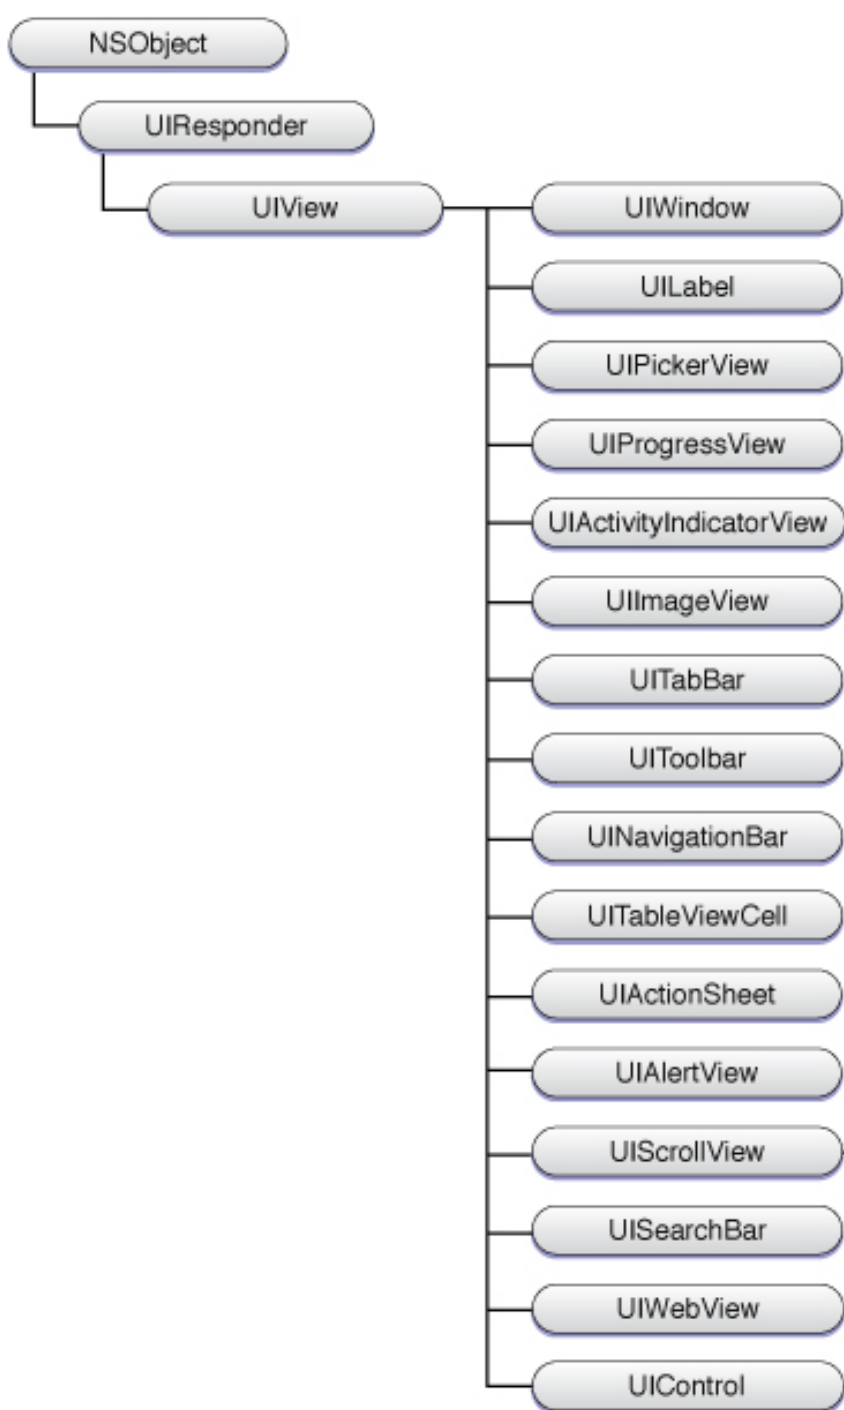 NSObject
UIResponder
UIView
UIWindow
UILabel
UIPickerView
UIProgressView
UIActivityIndicatorView
UIImageView
UITabBar
UIToolbar
UINavigationBar
UITableViewCell
UIActionSheet
UIAlertView
UIScrollView
UISearchBar
UIWebView
UIControl